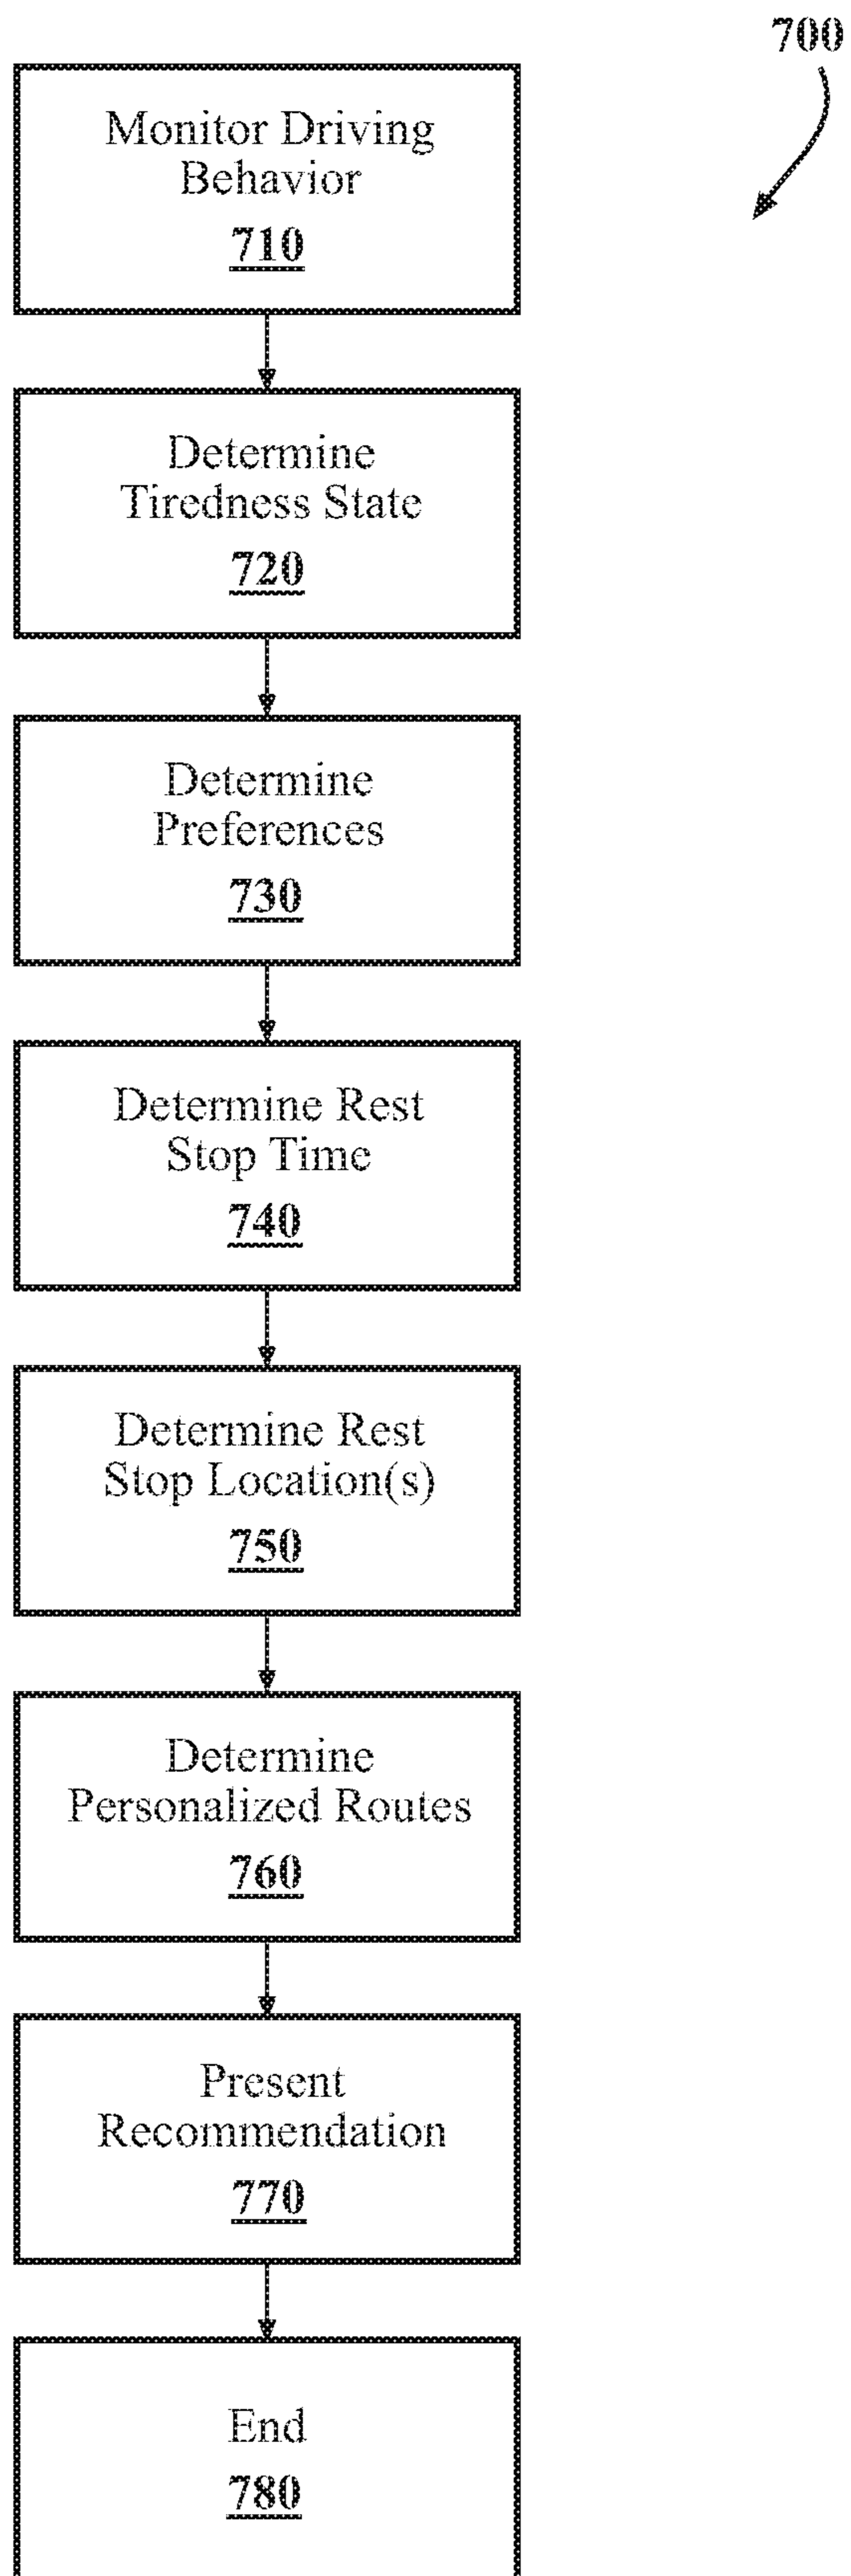 700
Monitor Driving
Behavior
710
Determine
Tiredness State
720
Determine
Preferences
730
Determine Rest
Stop Time
740
Determine Rest
Stop Location(s)
750
Determine
Personalized Routes
760
Present
Recommendation
770
End
780